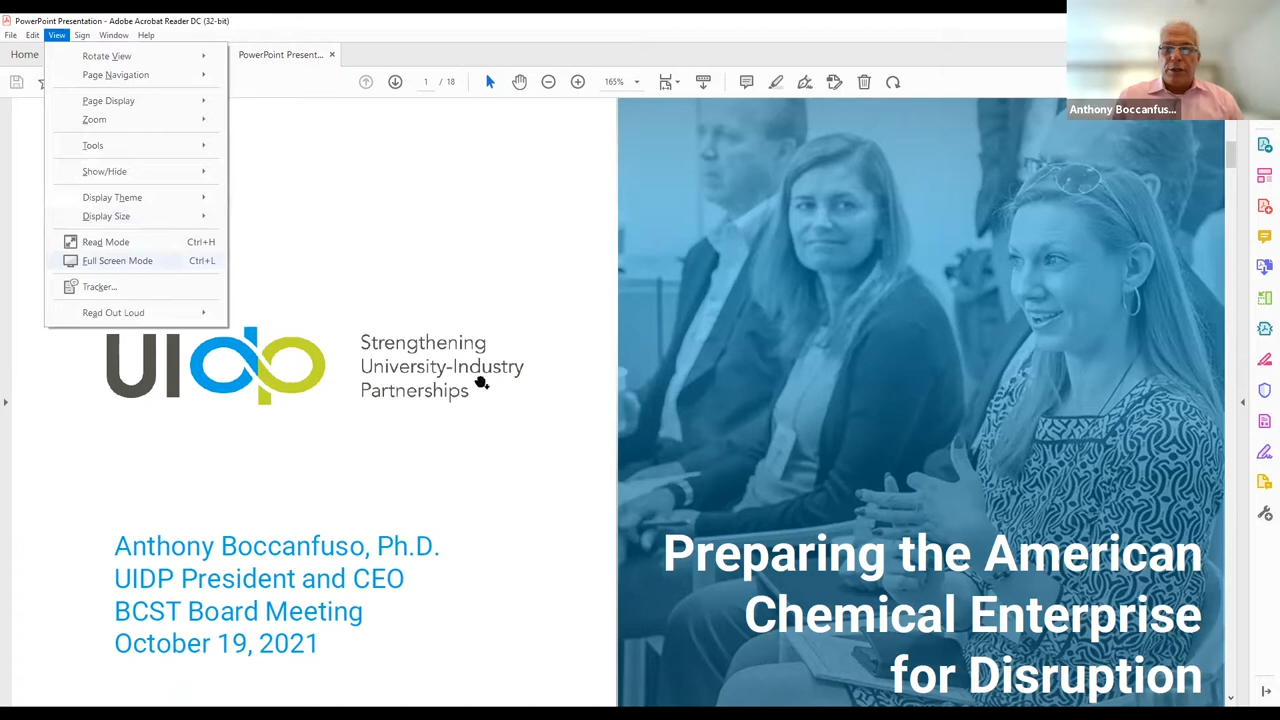 PowerPoint Presentation - Adobe Acrobat Reader DC (32-bit)
File Edit View Sign Window Help
Home
PowerPoint Present... ×
1 / 18
165%
Rotate View
Page Navigation
Page Display
Zoom
Tools
Show/Hide
Display Theme
Display Size
Read Mode Ctrl+H
Full Screen Mode Ctrl+L
Tracker...
Read Out Loud
Anthony Boccanfus...
UIdp
Strengthening
University-Industry
Partnerships
Anthony Boccanfuso, Ph.D.
UIDP President and CEO
BCST Board Meeting
October 19, 2021
Preparing the American
Chemical Enterprise
for Disruption